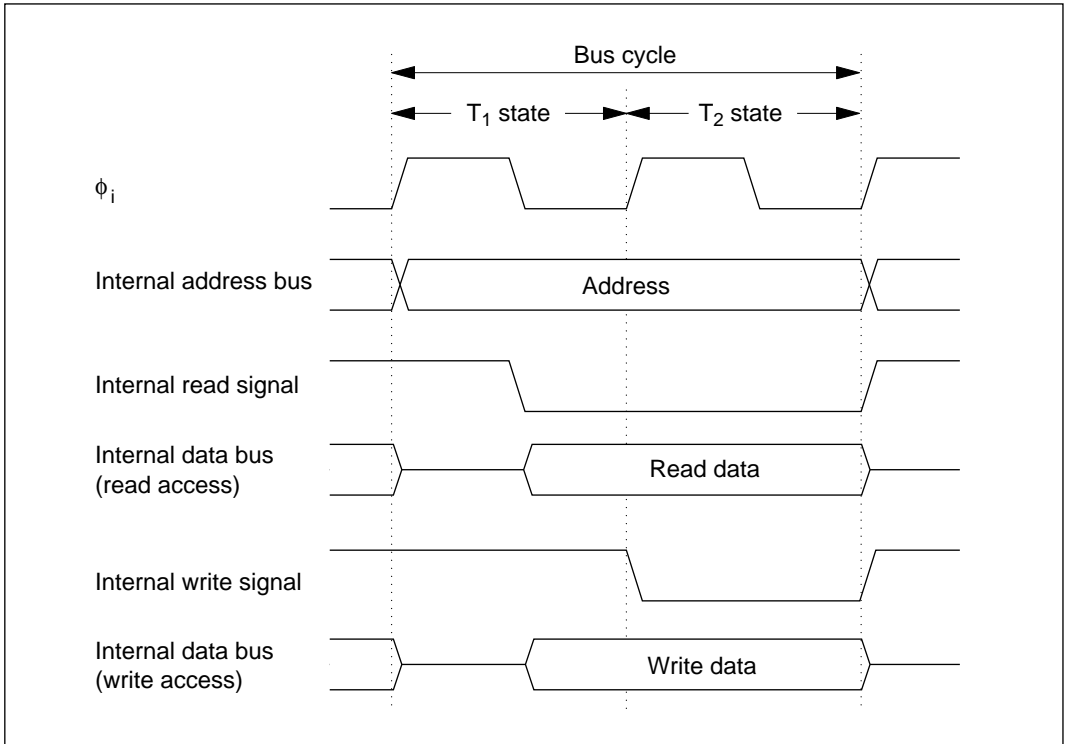 Bus cycle
T1 state
T2 state
ϕi
Internal address bus
Address
Internal read signal
Internal data bus
(read access)
Read data
Internal write signal
Internal data bus
(write access)
Write data